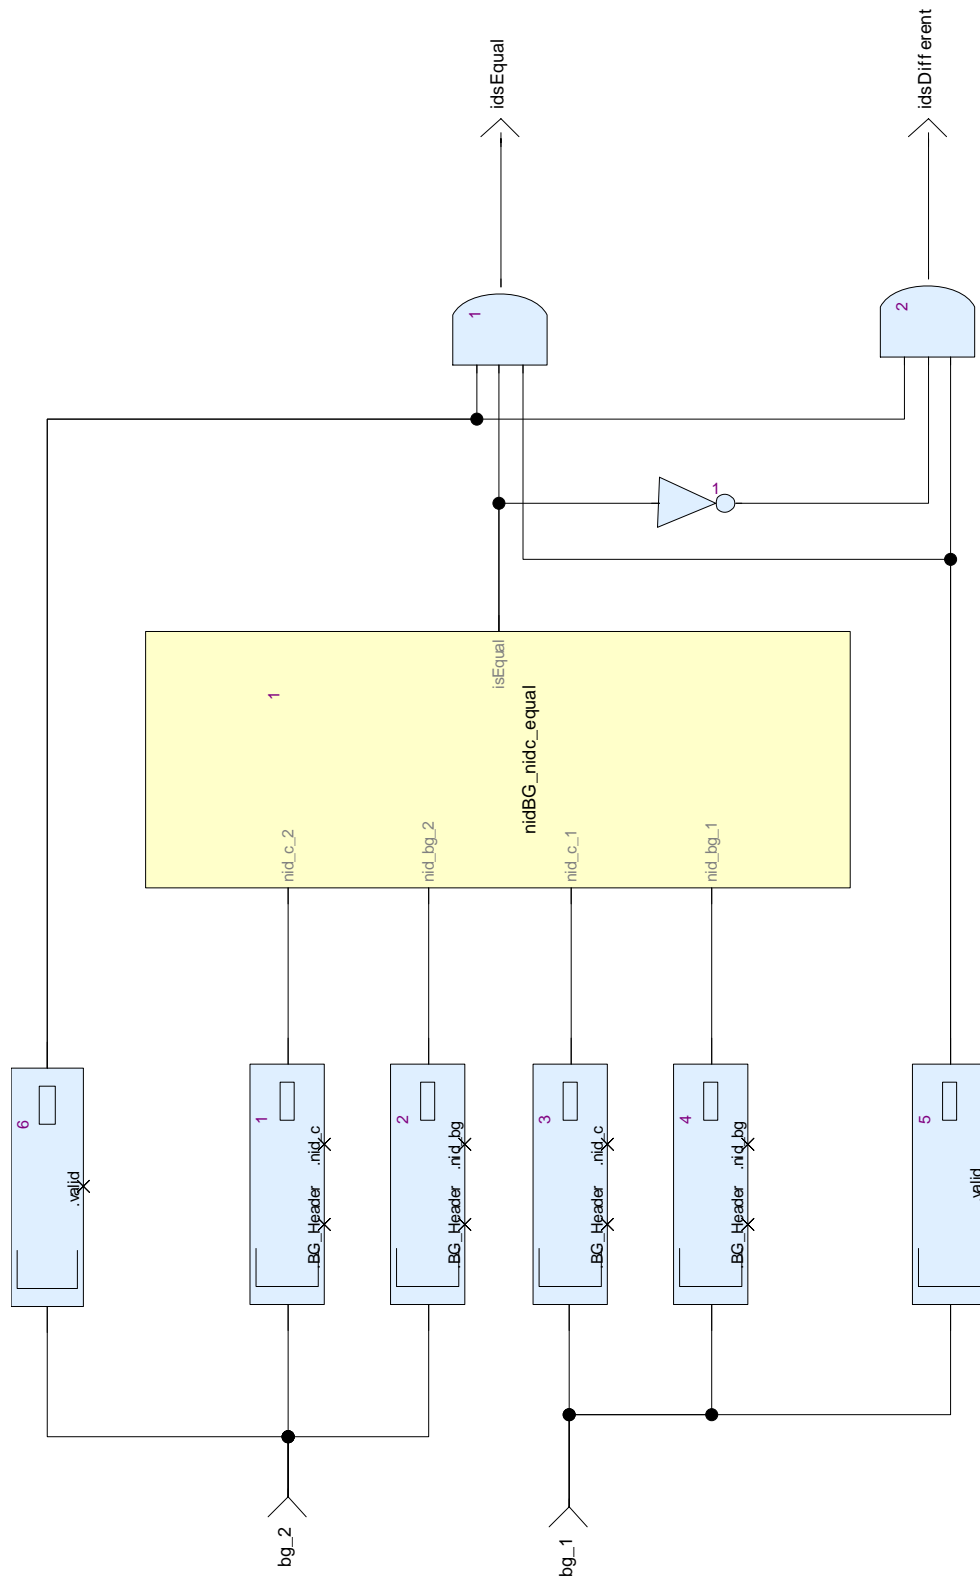 idsEqual
idsDifferent
1
2
1
isEqual
1
nidBG_nidc_equal
nid_c_2
nid_bg_2
nid_c_1
nid_bg_1
6
.valid
1
.BG_Header .nid_c
2
.BG_Header .nid_bg
3
.BG_Header .nid_c
4
.BG_Header .nid_bg
5
valid
bg_2
bg_1